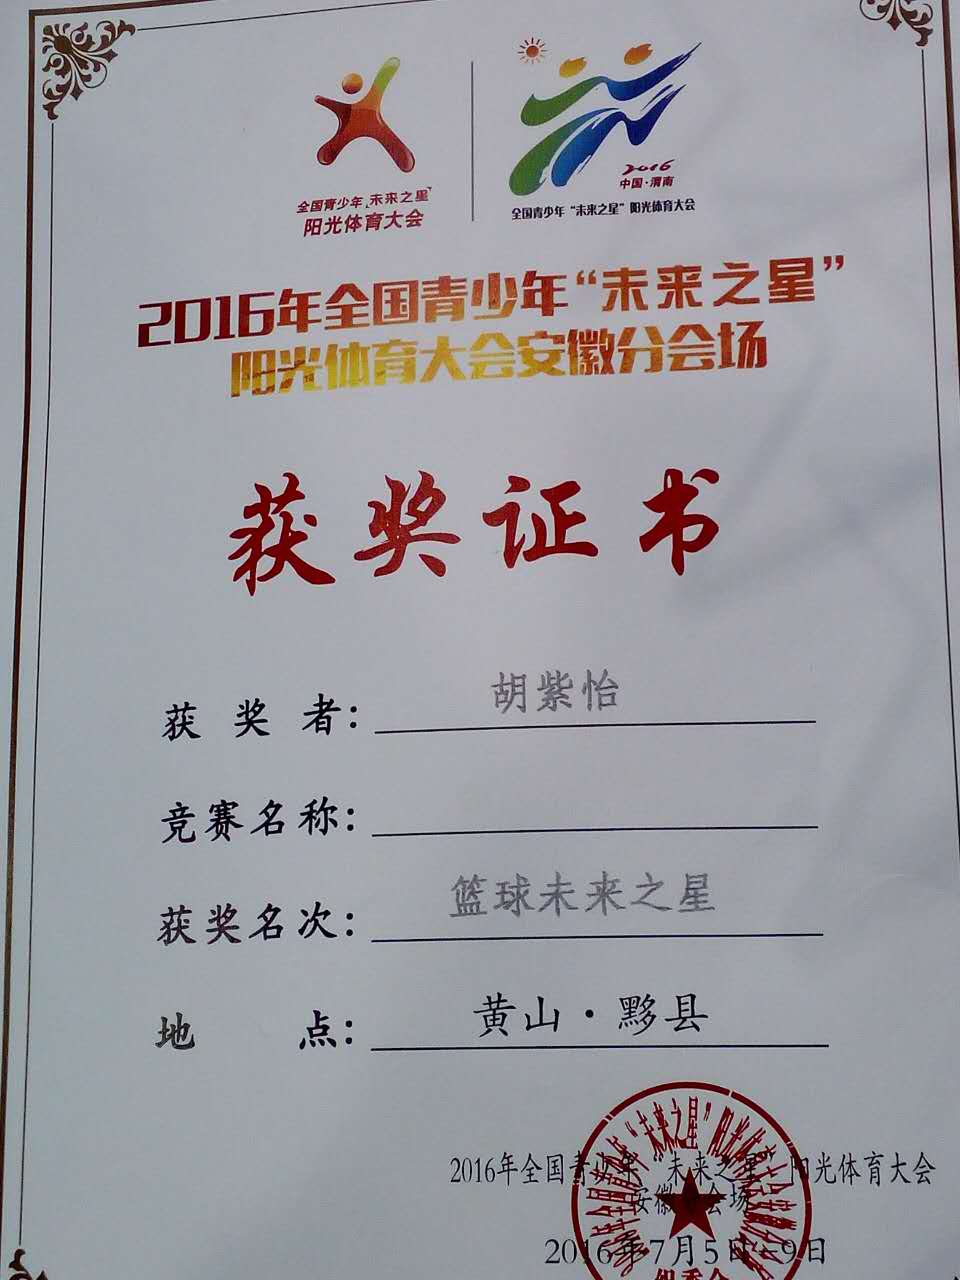 全国青少年“未来之星”
阳光体育大会
2016
中国·渭南
全国青少年“未来之星”阳光体育大会
2016年全国青少年“未来之星”
阳光体育大会安徽分会场
获奖证书
获奖者：胡紫怡
竞赛名称：
获奖名次：篮球未来之星
地点：黄山·黟县
2016年全国青少年“未来之星”阳光体育大会
安徽分会场
2016年7月5日-9日
组委会